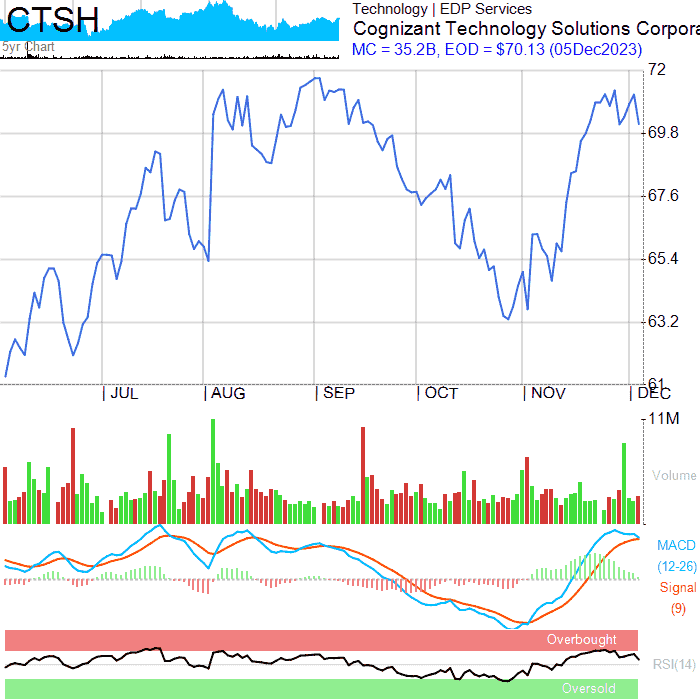 CTSH
5yr Chart
Technology | EDP Services
Cognizant Technology Solutions Corpora
MC = 35.2B, EOD = $70.13 (05Dec2023)
72
69.8
67.6
65.4
63.2
61
JUL
AUG
SEP
OCT
NOV
DEC
11M
Volume
MACD
(12-26)
Signal
(9)
Overbought
RSI(14)
Oversold